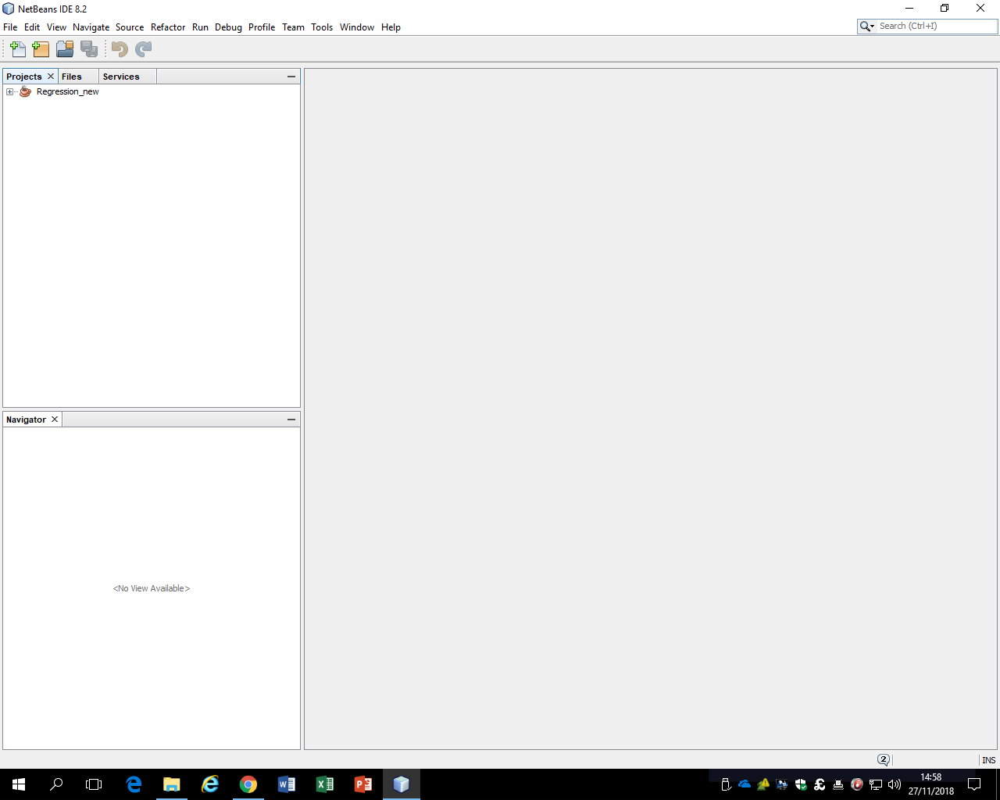 NetBeans IDE 8.2
File Edit View Navigate Source Refactor Run Debug Profile Team Tools Window Help
Search (Ctrl+I)
Projects Files Services
Regression_new
Navigator
<No View Available>
2
INS
14:58
27/11/2018